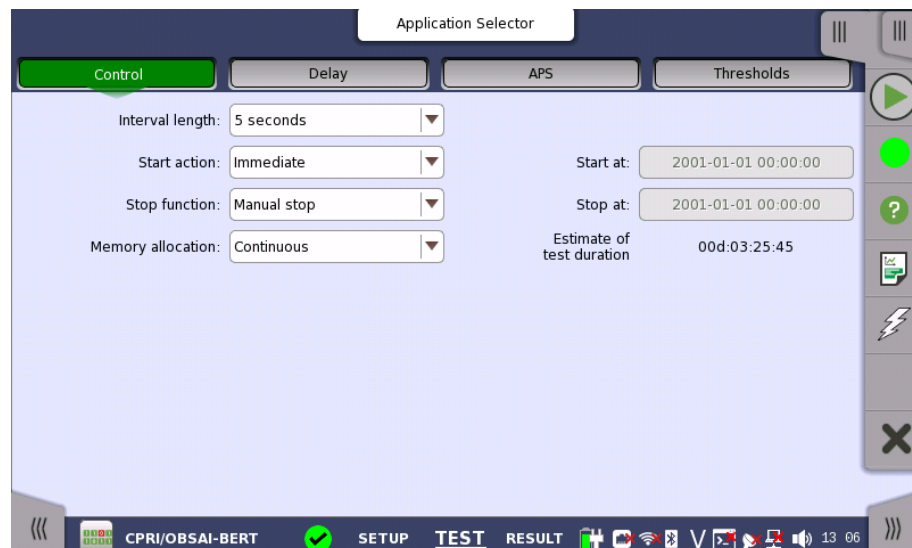 Application Selector
Control Delay APS Thresholds
Interval length: 5 seconds
Start action: Immediate Start at: 2001-01-01 00:00:00
Stop function: Manual stop Stop at: 2001-01-01 00:00:00
Memory allocation: Continuous Estimate of test duration 00d:03:25:45
CPRI/OBSAI-BERT SETUP TEST RESULT V 13 06